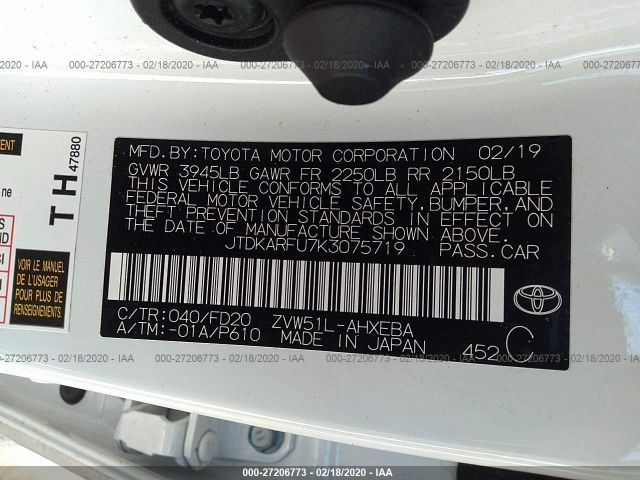 000-27206773 - 02/18/2020 - IAA
MFD.BY:TOYOTA MOTOR CORPORATION 02/19
GVWR 3945LB GAWR FR 2250LB RR 2150LB
THIS VEHICLE CONFORMS TO ALL APPLICABLE
FEDERAL MOTOR VEHICLE SAFETY,BUMPER,AND
THEFT PREVENTION STANDARDS IN EFFECT ON
THE DATE OF MANUFACTURE SHOWN ABOVE.
JTDKARFU7K3075719 PASS.CAR
C/TR:040/FD20 ZVW51L-AHXEBA
A/TM:-01A/P610 MADE IN JAPAN 452 C
TH 47880
ne
S
ND
VOIR LE MANUEL
DE L'USAGER
POUR PLUS DE
RENSEIGNEMENTS
000-27206773 - 02/18/2020 - IAA